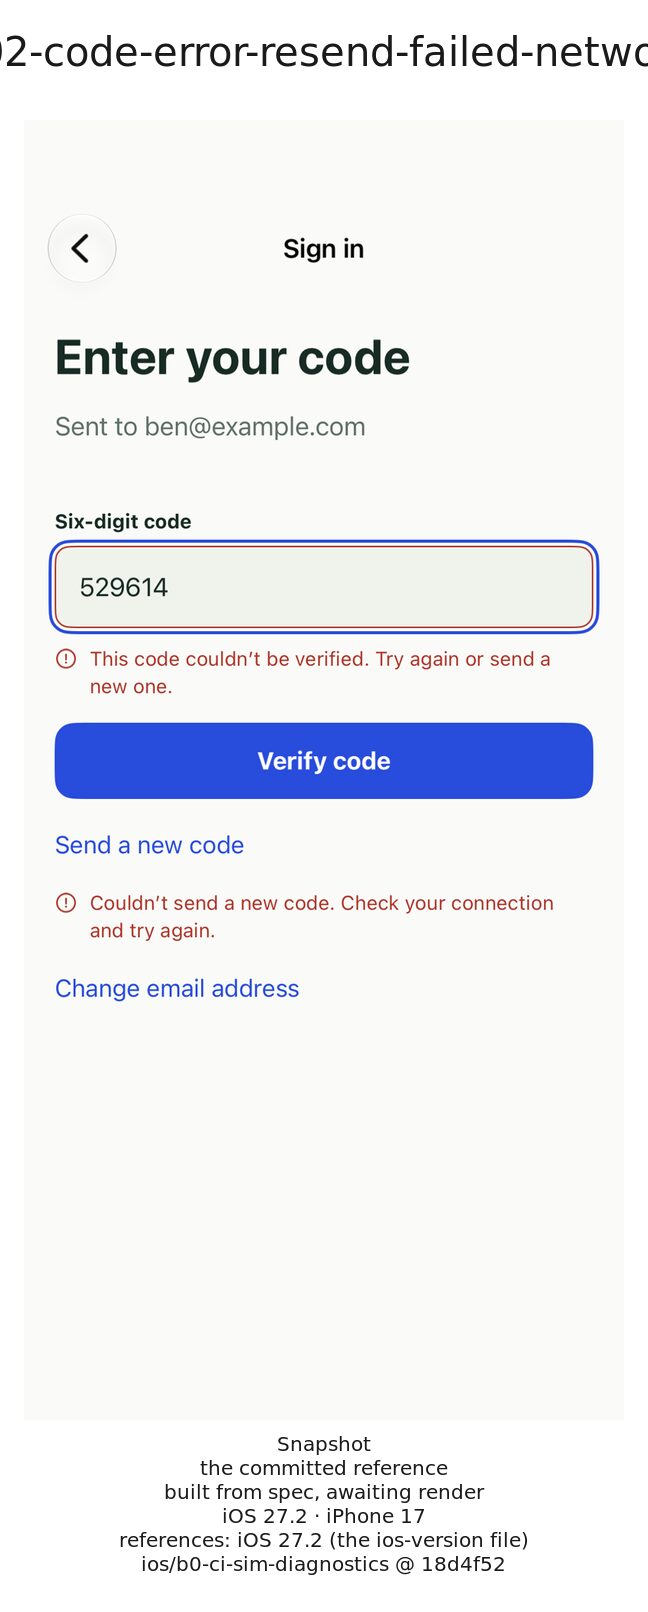 02-code-error-resend-failed-netwo
Sign in
Enter your code
Sent to ben@example.com
Six-digit code
529614
This code couldn’t be verified. Try again or send a
new one.
Verify code
Send a new code
Couldn’t send a new code. Check your connection
and try again.
Change email address
Snapshot
the committed reference
built from spec, awaiting render
iOS 27.2 · iPhone 17
references: iOS 27.2 (the ios-version file)
ios/b0-ci-sim-diagnostics @ 18d4f52